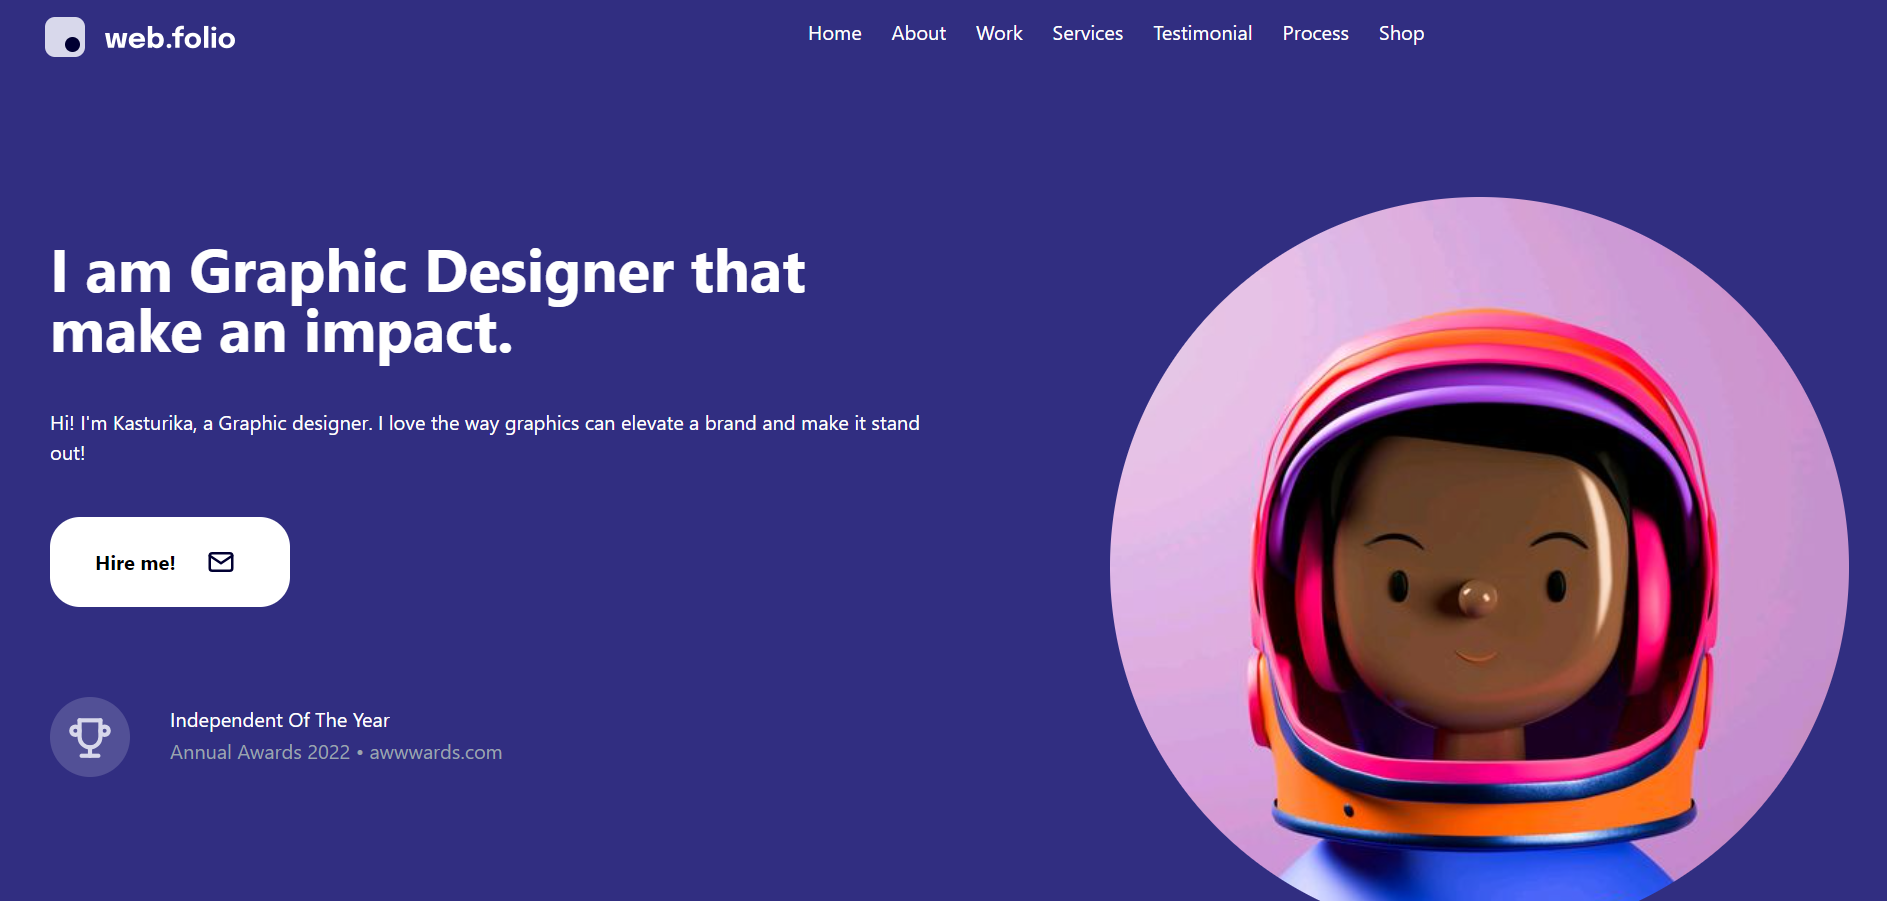 web.folio
Home About Work Services Testimonial Process Shop
I am Graphic Designer that
make an impact.
Hi! I'm Kasturika, a Graphic designer. I love the way graphics can elevate a brand and make it stand
out!
Hire me!
Independent Of The Year
Annual Awards 2022 • awwwards.com